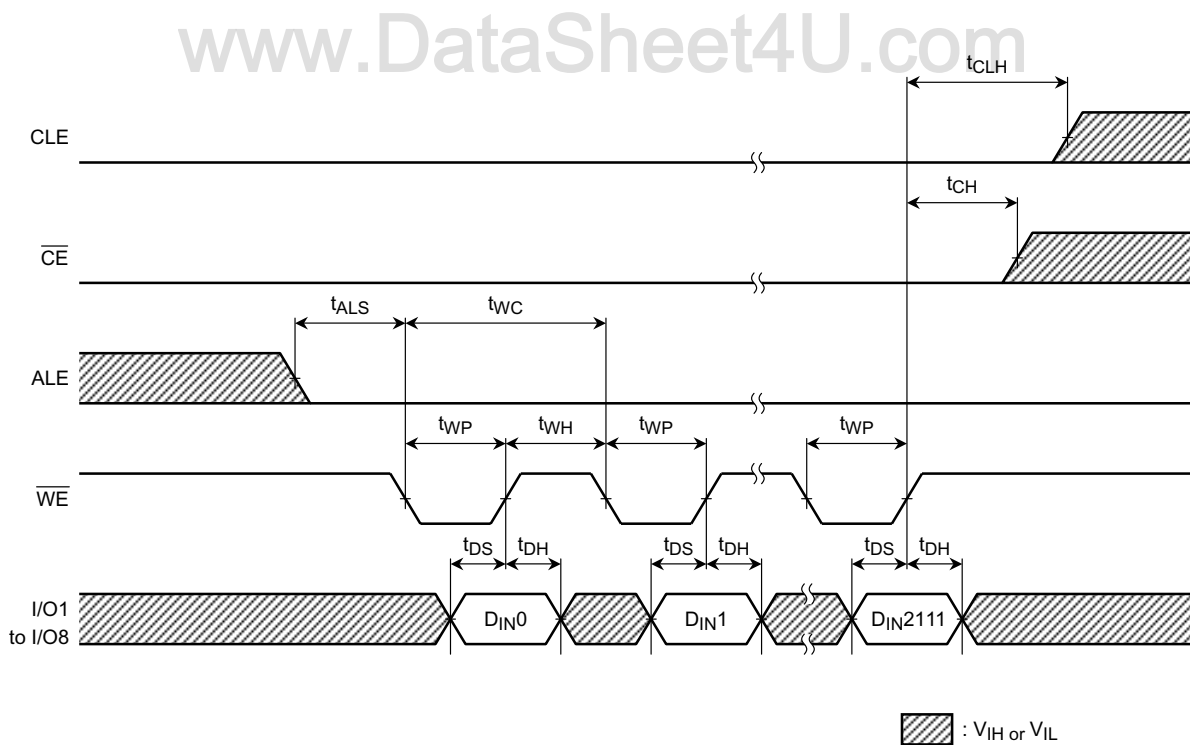 www.DataSheet4U.com
tCLH
CLE
tCH
CE
tALS
tWC
ALE
tWP
tWH
tWP
tWP
WE
tDS
tDH
tDS
tDH
tDS
tDH
I/O1
to I/O8
DIN0
DIN1
DIN2111
: VIH or VIL